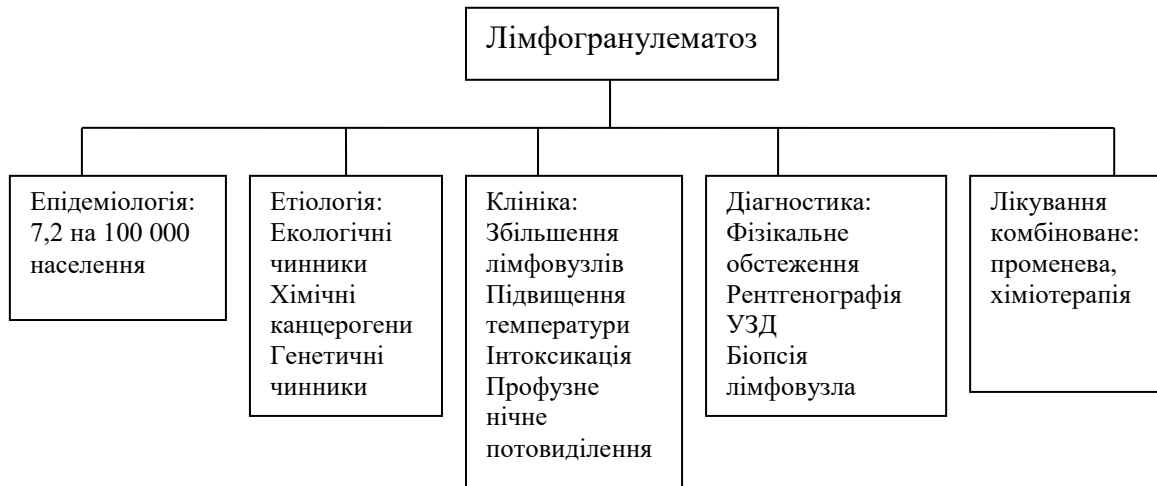 Лімфогранулематоз
Епідеміологія:
7,2 на 100 000
населення
Етіологія:
Екологічні
чинники
Хімічні
канцерогени
Генетичні
чинники
Клініка:
Збільшення
лімфовузлів
Підвищення
температури
Інтоксикація
Профузне
нічне
потовиділення
Діагностика:
Фізікальне
обстеження
Рентгенографія
УЗД
Біопсія
лімфовузла
Лікування
комбіноване:
променева,
хіміотерапія